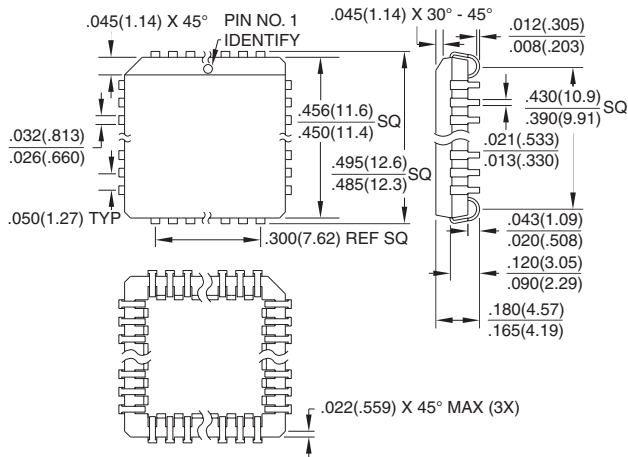 .045(1.14) X 45°
PIN NO. 1
IDENTIFY
.045(1.14) X 30° - 45°
.012(.305)
.008(.203)
.456(11.6)
.450(11.4)
SQ
.430(10.9)
.390(9.91)
SQ
.032(.813)
.026(.660)
.495(12.6)
.485(12.3)
SQ
.021(.533)
.013(.330)
.050(1.27) TYP
.300(7.62) REF SQ
.043(1.09)
.020(.508)
.120(3.05)
.090(2.29)
.180(4.57)
.165(4.19)
.022(.559) X 45° MAX (3X)